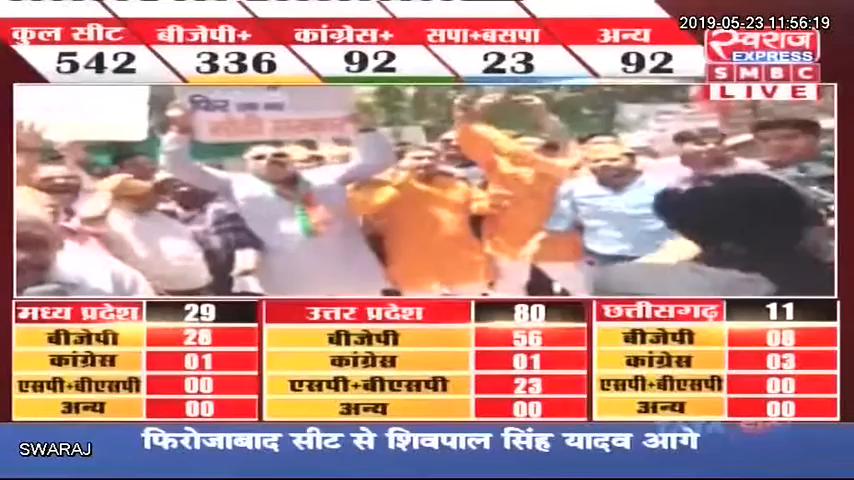 2019-05-23 11:56:19
कुल सीट बीजेपी+ कांग्रेस+ सपा+बसपा अन्य
542 336 92 23 92
स्वराज
EXPRESS
SMBC
LIVE
फिर
मध्य प्रदेश 29
बीजेपी 28
कांग्रेस 01
एसपी+बीएसपी 00
अन्य 00
उत्तर प्रदेश 80
बीजेपी 56
कांग्रेस 01
एसपी+बीएसपी 23
अन्य 00
छत्तीसगढ़ 11
बीजेपी 08
कांग्रेस 03
एसपी+बीएसपी 00
अन्य 00
फिरोजाबाद सीट से शिवपाल सिंह यादव आगे
SWARAJ